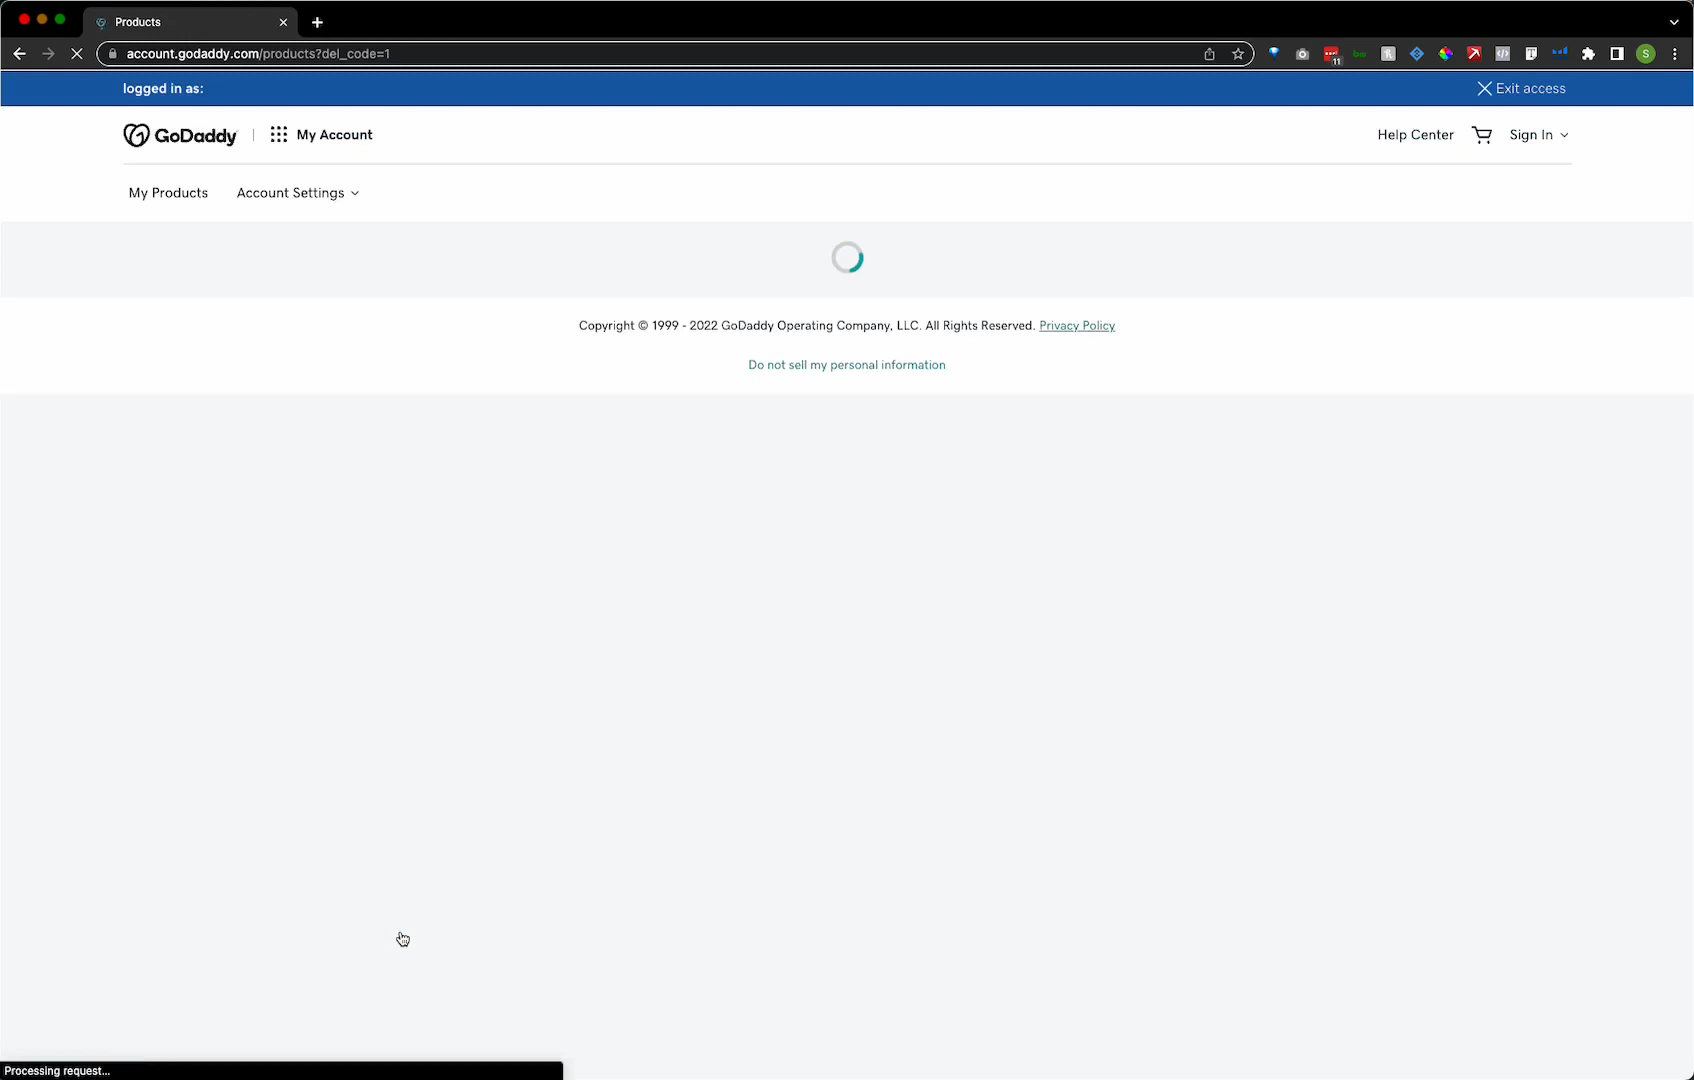 Products
account.godaddy.com/products?del_code=1
11
S
logged in as:
Exit access
GoDaddy
My Account
Help Center
Sign In
My Products
Account Settings
Copyright © 1999 - 2022 GoDaddy Operating Company, LLC. All Rights Reserved. Privacy Policy
Do not sell my personal information
Processing request...